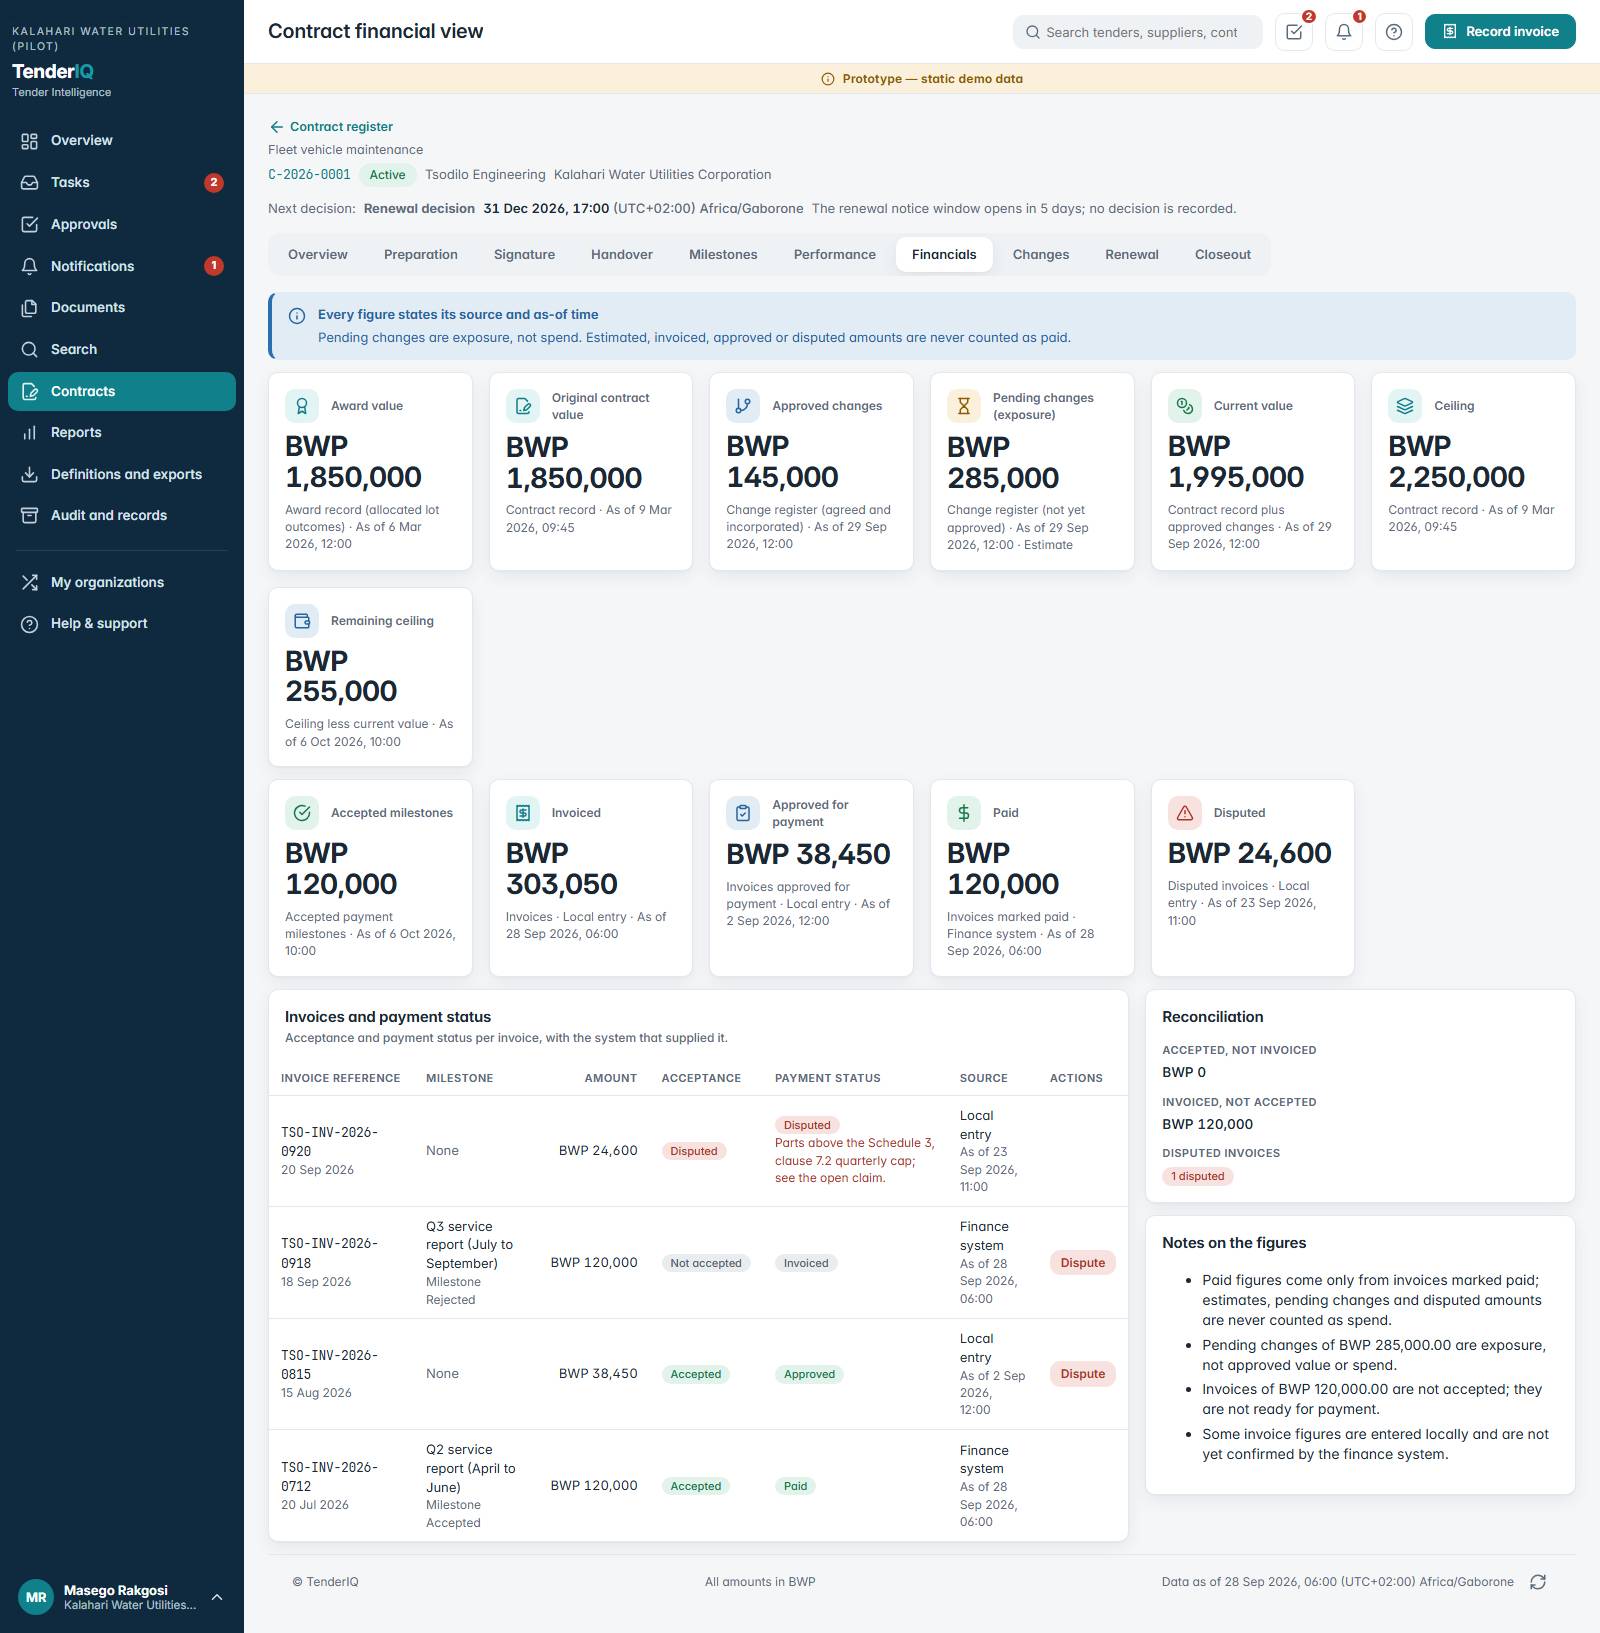 KALAHARI WATER UTILITIES
(PILOT)
TenderIQ
Tender Intelligence
Overview
Tasks 2
Approvals
Notifications 1
Documents
Search
Contracts
Reports
Definitions and exports
Audit and records
My organizations
Help & support
MR
Masego Rakgosi
Kalahari Water Utilities...
Contract financial view
Search tenders, suppliers, cont
2
1
Record invoice
Prototype — static demo data
Contract register
Fleet vehicle maintenance
C-2026-0001 Active Tsodilo Engineering Kalahari Water Utilities Corporation
Next decision: Renewal decision 31 Dec 2026, 17:00 (UTC+02:00) Africa/Gaborone The renewal notice window opens in 5 days; no decision is recorded.
Overview Preparation Signature Handover Milestones Performance Financials Changes Renewal Closeout
Every figure states its source and as-of time
Pending changes are exposure, not spend. Estimated, invoiced, approved or disputed amounts are never counted as paid.
Award value
BWP
1,850,000
Award record (allocated lot
outcomes) · As of 6 Mar
2026, 12:00
Original contract
value
BWP
1,850,000
Contract record · As of 9 Mar
2026, 09:45
Approved changes
BWP
145,000
Change register (agreed and
incorporated) · As of 29 Sep
2026, 12:00
Pending changes
(exposure)
BWP
285,000
Change register (not yet
approved) · As of 29 Sep
2026, 12:00 · Estimate
Current value
BWP
1,995,000
Contract record plus
approved changes · As of 29
Sep 2026, 12:00
Ceiling
BWP
2,250,000
Contract record · As of 9 Mar
2026, 09:45
Remaining ceiling
BWP
255,000
Ceiling less current value · As
of 6 Oct 2026, 10:00
Accepted milestones
BWP
120,000
Accepted payment
milestones · As of 6 Oct 2026,
10:00
Invoiced
BWP
303,050
Invoices · Local entry · As of
28 Sep 2026, 06:00
Approved for
payment
BWP 38,450
Invoices approved for
payment · Local entry · As of
2 Sep 2026, 12:00
Paid
BWP
120,000
Invoices marked paid ·
Finance system · As of 28
Sep 2026, 06:00
Disputed
BWP 24,600
Disputed invoices · Local
entry · As of 23 Sep 2026,
11:00
Invoices and payment status
Acceptance and payment status per invoice, with the system that supplied it.
INVOICE REFERENCE MILESTONE AMOUNT ACCEPTANCE PAYMENT STATUS SOURCE ACTIONS
TSO-INV-2026-
0920
20 Sep 2026
None
BWP 24,600
Disputed
Disputed
Parts above the Schedule 3,
clause 7.2 quarterly cap;
see the open claim.
Local
entry
As of 23
Sep 2026,
11:00
TSO-INV-2026-
0918
18 Sep 2026
Q3 service
report (July to
September)
Milestone
Rejected
BWP 120,000
Not accepted
Invoiced
Finance
system
As of 28
Sep 2026,
06:00
Dispute
TSO-INV-2026-
0815
15 Aug 2026
None
BWP 38,450
Accepted
Approved
Local
entry
As of 2 Sep
2026,
12:00
Dispute
TSO-INV-2026-
0712
20 Jul 2026
Q2 service
report (April to
June)
Milestone
Accepted
BWP 120,000
Accepted
Paid
Finance
system
As of 28
Sep 2026,
06:00
Reconciliation
ACCEPTED, NOT INVOICED
BWP 0
INVOICED, NOT ACCEPTED
BWP 120,000
DISPUTED INVOICES
1 disputed
Notes on the figures
• Paid figures come only from invoices marked paid;
estimates, pending changes and disputed amounts
are never counted as spend.
• Pending changes of BWP 285,000.00 are exposure,
not approved value or spend.
• Invoices of BWP 120,000.00 are not accepted; they
are not ready for payment.
• Some invoice figures are entered locally and are not
yet confirmed by the finance system.
© TenderIQ
All amounts in BWP
Data as of 28 Sep 2026, 06:00 (UTC+02:00) Africa/Gaborone